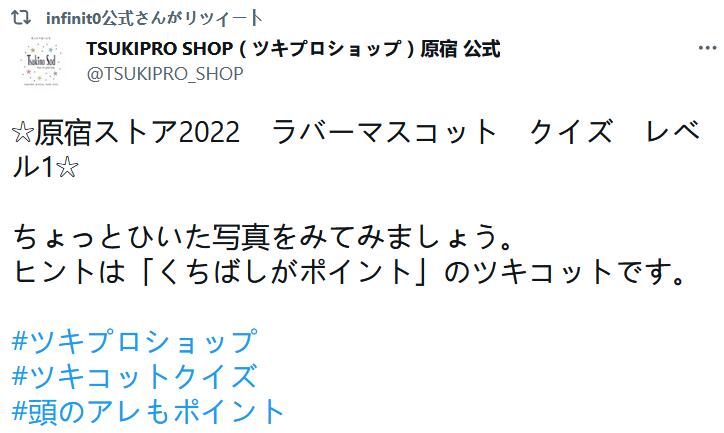 infinit0公式さんがリツイート
TSUKIPRO SHOP ( ツキプロショップ ) 原宿 公式
@TSUKIPRO_SHOP
☆原宿ストア2022　ラバーマスコット　クイズ　レベ
ル1☆
ちょっとひいた写真をみてみましょう。
ヒントは「くちばしがポイント」のツキコットです。
#ツキプロショップ
#ツキコットクイズ
#頭のアレもポイント